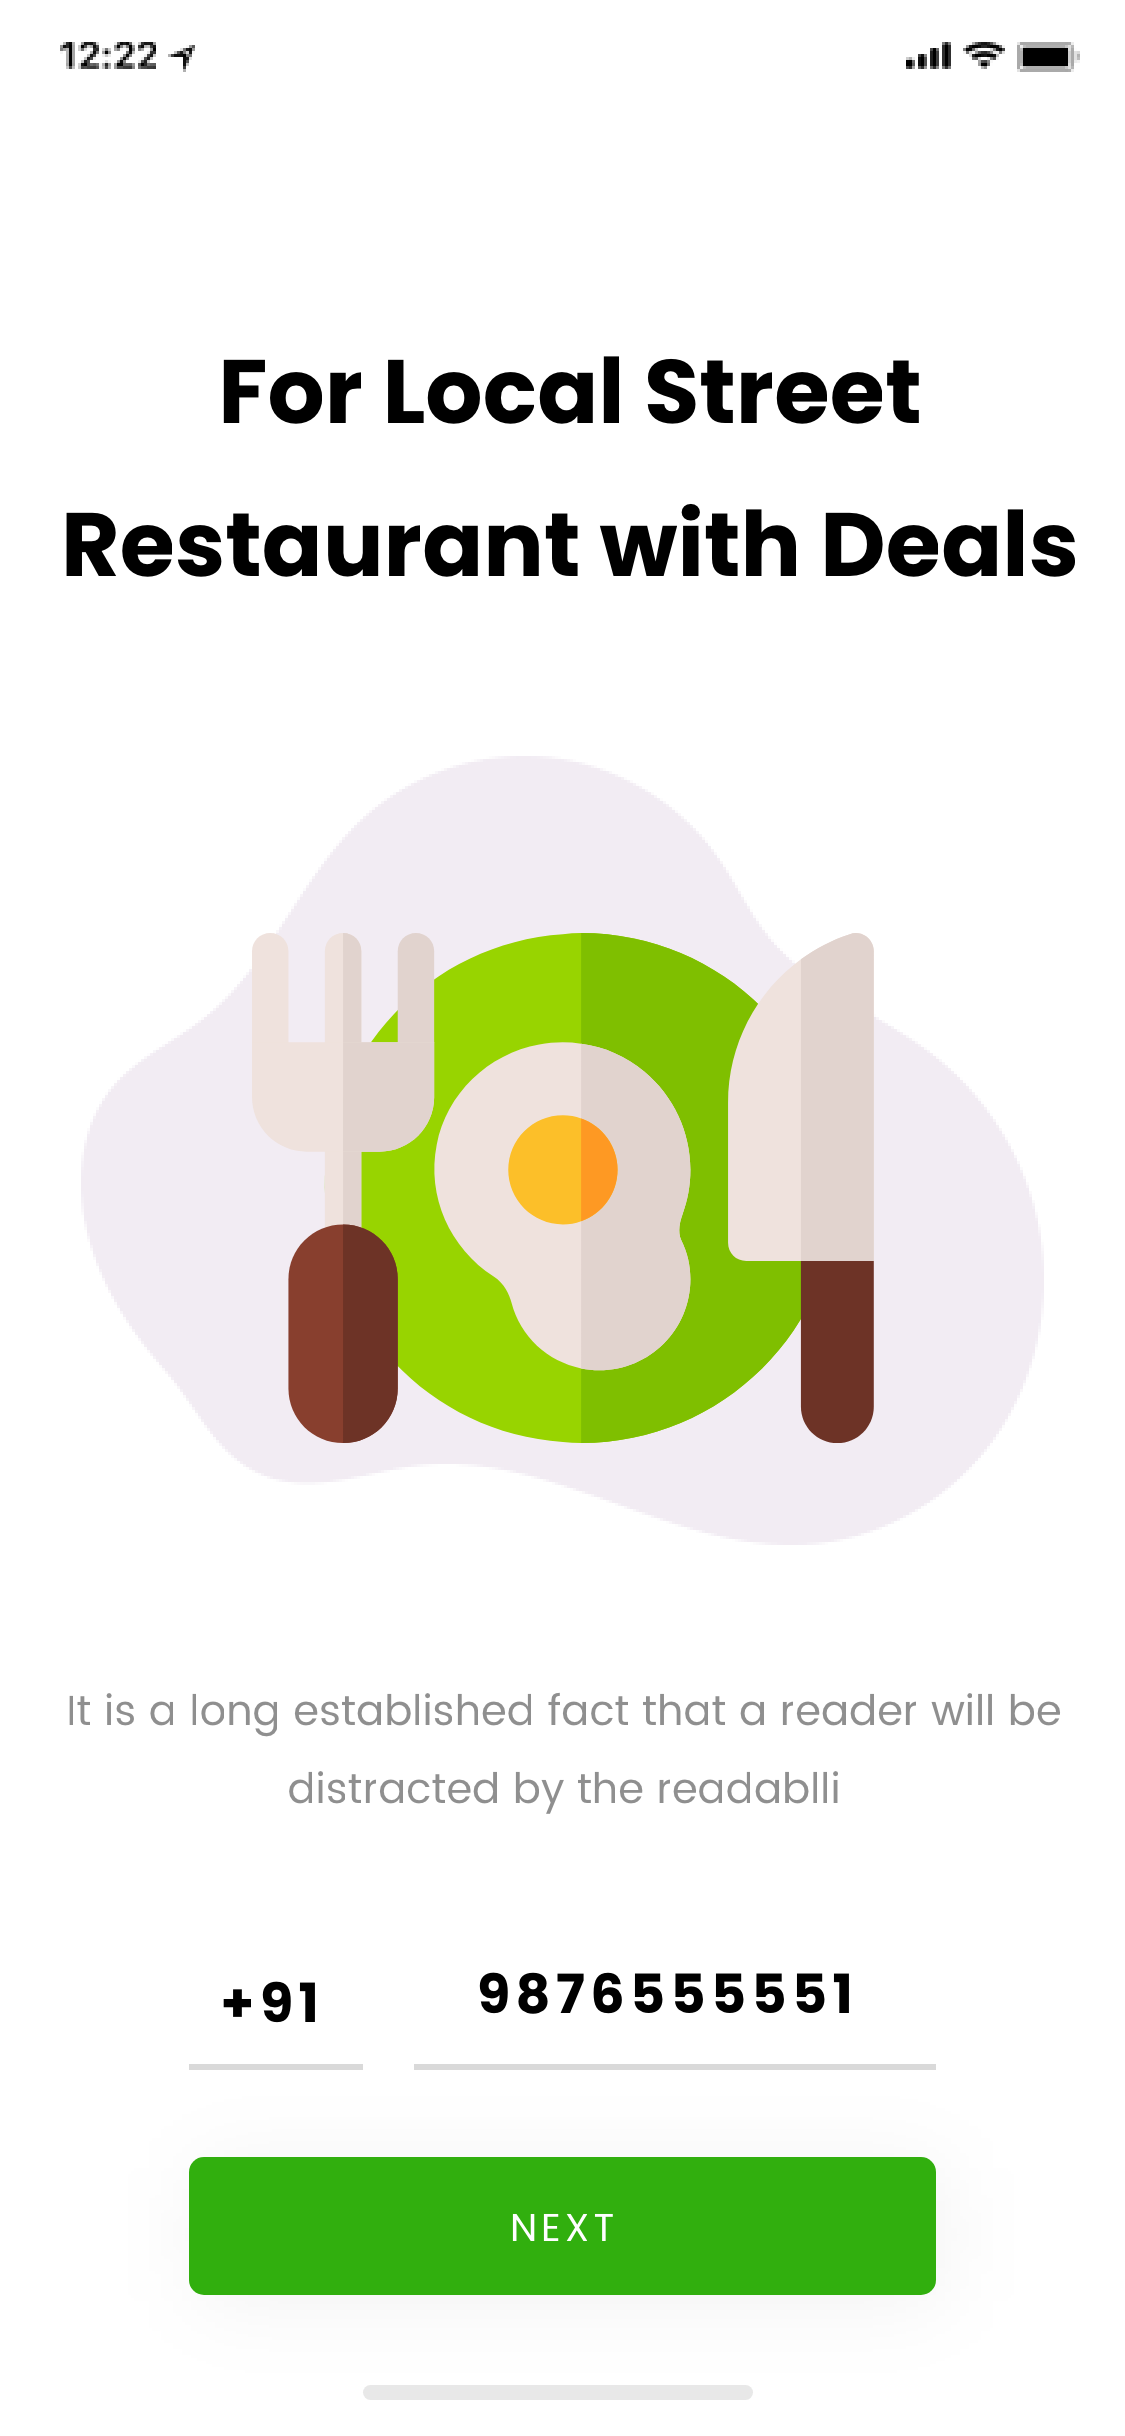 12:22
For Local Street
Restaurant with Deals
It is a long established fact that a reader will be
distracted by the readablli
+91 9876555551
NEXT